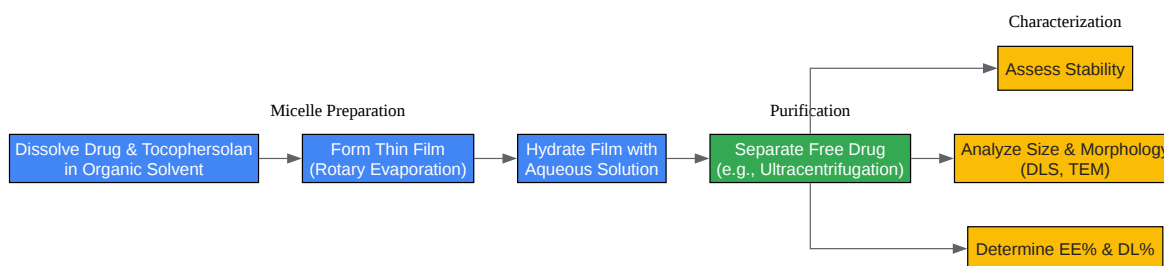 Characterization
Assess Stability
Micelle Preparation
Purification
Dissolve Drug & Tocophersolan
in Organic Solvent
Form Thin Film
(Rotary Evaporation)
Hydrate Film with
Aqueous Solution
Separate Free Drug
(e.g., Ultracentrifugation)
Analyze Size & Morphology
(DLS, TEM)
Determine EE% & DL%